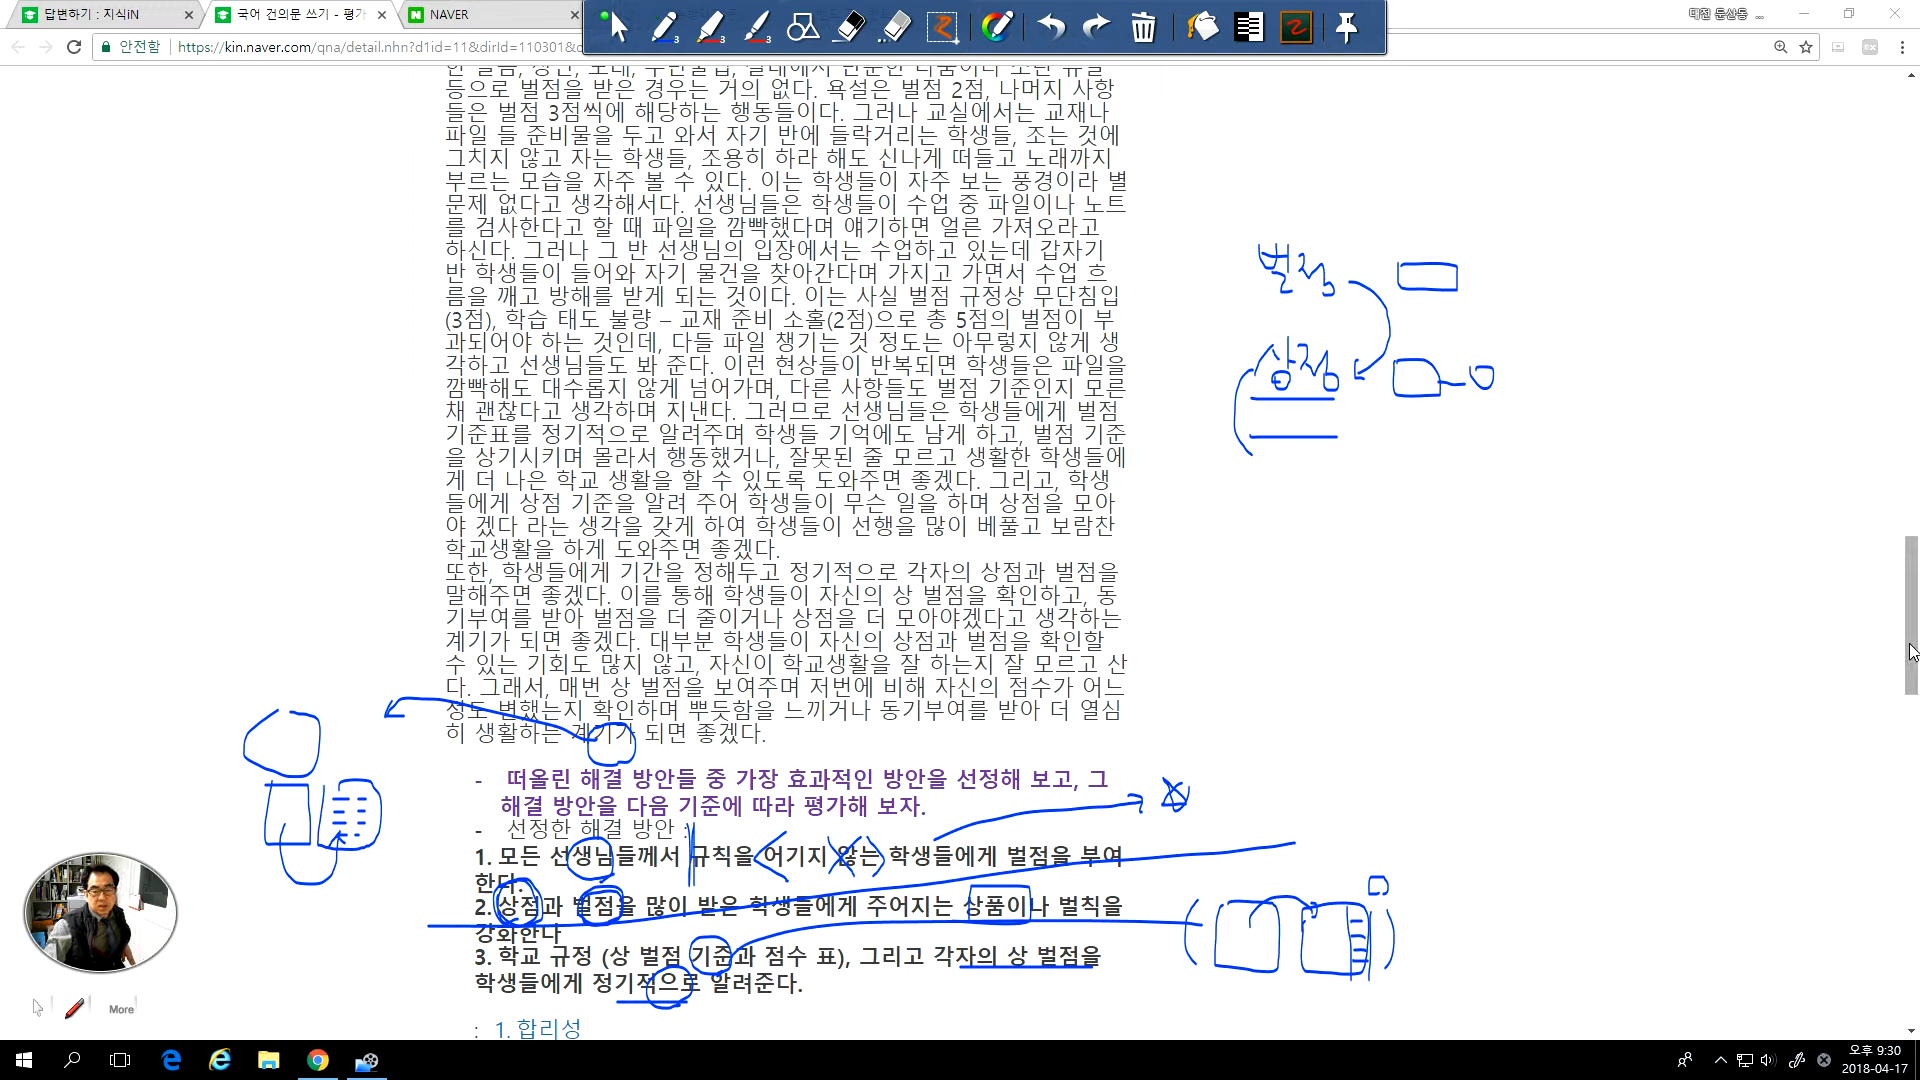 답변하기 : 지식iN
국어 건의문 쓰기 - 평가
NAVER
대전 둔산동
안전함
https://kin.naver.com/qna/detail.nhn?d1id=11&dirId=110301&
등으로 벌점을 받은 경우는 거의 없다. 욕설은 벌점 2점, 나머지 사항
들은 벌점 3점씩에 해당하는 행동들이다. 그러나 교실에서는 교재나
파일 들 준비물을 두고 와서 자기 반에 들락거리는 학생들, 조는 것에
그치지 않고 자는 학생들, 조용히 하라 해도 신나게 떠들고 노래까지
부르는 모습을 자주 볼 수 있다. 이는 학생들이 자주 보는 풍경이라 별
문제 없다고 생각해서다. 선생님들은 학생들이 수업 중 파일이나 노트
를 검사한다고 할 때 파일을 깜빡했다며 얘기하면 얼른 가져오라고
하신다. 그러나 그 반 선생님의 입장에서는 수업하고 있는데 갑자기
반 학생들이 들어와 자기 물건을 찾아간다며 가지고 가면서 수업 흐
름을 깨고 방해를 받게 되는 것이다. 이는 사실 벌점 규정상 무단침입
(3점), 학습 태도 불량 – 교재 준비 소홀(2점)으로 총 5점의 벌점이 부
과되어야 하는 것인데, 다들 파일 챙기는 것 정도는 아무렇지 않게 생
각하고 선생님들도 봐 준다. 이런 현상들이 반복되면 학생들은 파일을
깜빡해도 대수롭지 않게 넘어가며, 다른 사항들도 벌점 기준인지 모른
채 괜찮다고 생각하며 지낸다. 그러므로 선생님들은 학생들에게 벌점
기준표를 정기적으로 알려주며 학생들 기억에도 남게 하고, 벌점 기준
을 상기시키며 몰라서 행동했거나, 잘못된 줄 모르고 생활한 학생들에
게 더 나은 학교 생활을 할 수 있도록 도와주면 좋겠다. 그리고, 학생
들에게 상점 기준을 알려 주어 학생들이 무슨 일을 하며 상점을 모아
야 겠다 라는 생각을 갖게 하여 학생들이 선행을 많이 베풀고 보람찬
학교생활을 하게 도와주면 좋겠다.
또한, 학생들에게 기간을 정해두고 정기적으로 각자의 상점과 벌점을
말해주면 좋겠다. 이를 통해 학생들이 자신의 상 벌점을 확인하고, 동
기부여를 받아 벌점을 더 줄이거나 상점을 더 모아야겠다고 생각하는
계기가 되면 좋겠다. 대부분 학생들이 자신의 상점과 벌점을 확인할
수 있는 기회도 많지 않고, 자신이 학교생활을 잘 하는지 잘 모르고 산
다. 그래서, 매번 상 벌점을 보여주며 저번에 비해 자신의 점수가 어느
정도 변했는지 확인하며 뿌듯함을 느끼거나 동기부여를 받아 더 열심
히 생활하는 계기가 되면 좋겠다.
- 떠올린 해결 방안들 중 가장 효과적인 방안을 선정해 보고, 그
해결 방안을 다음 기준에 따라 평가해 보자.
- 선정한 해결 방안 :
1. 모든 선생님들께서 규칙을 어기지 않는 학생들에게 벌점을 부여
한다.
2. 상점과 벌점을 많이 받은 학생들에게 주어지는 상품이나 벌칙을
강화한다
3. 학교 규정 (상 벌점 기준과 점수 표), 그리고 각자의 상 벌점을
학생들에게 정기적으로 알려준다.
: 1. 합리성
벌점
상점
More
오후 9:30
2018-04-17